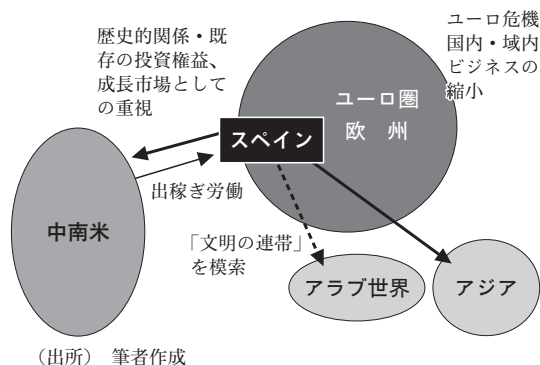 ユーロ危機
国内・域内
ビジネスの
縮小
歴史的関係・既
存の投資権益、
成長市場として
の重視
ユーロ圏
欧 州
スペイン
出稼ぎ労働
中南米
「文明の連帯」
を模索
アラブ世界
アジア
（出所） 筆者作成